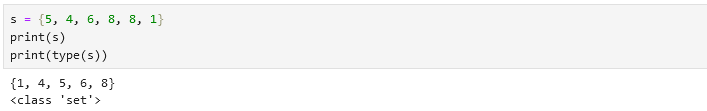 s = {5, 4, 6, 8, 8, 1}
print(s)
print(type(s))
{1, 4, 5, 6, 8}
<class 'set'>